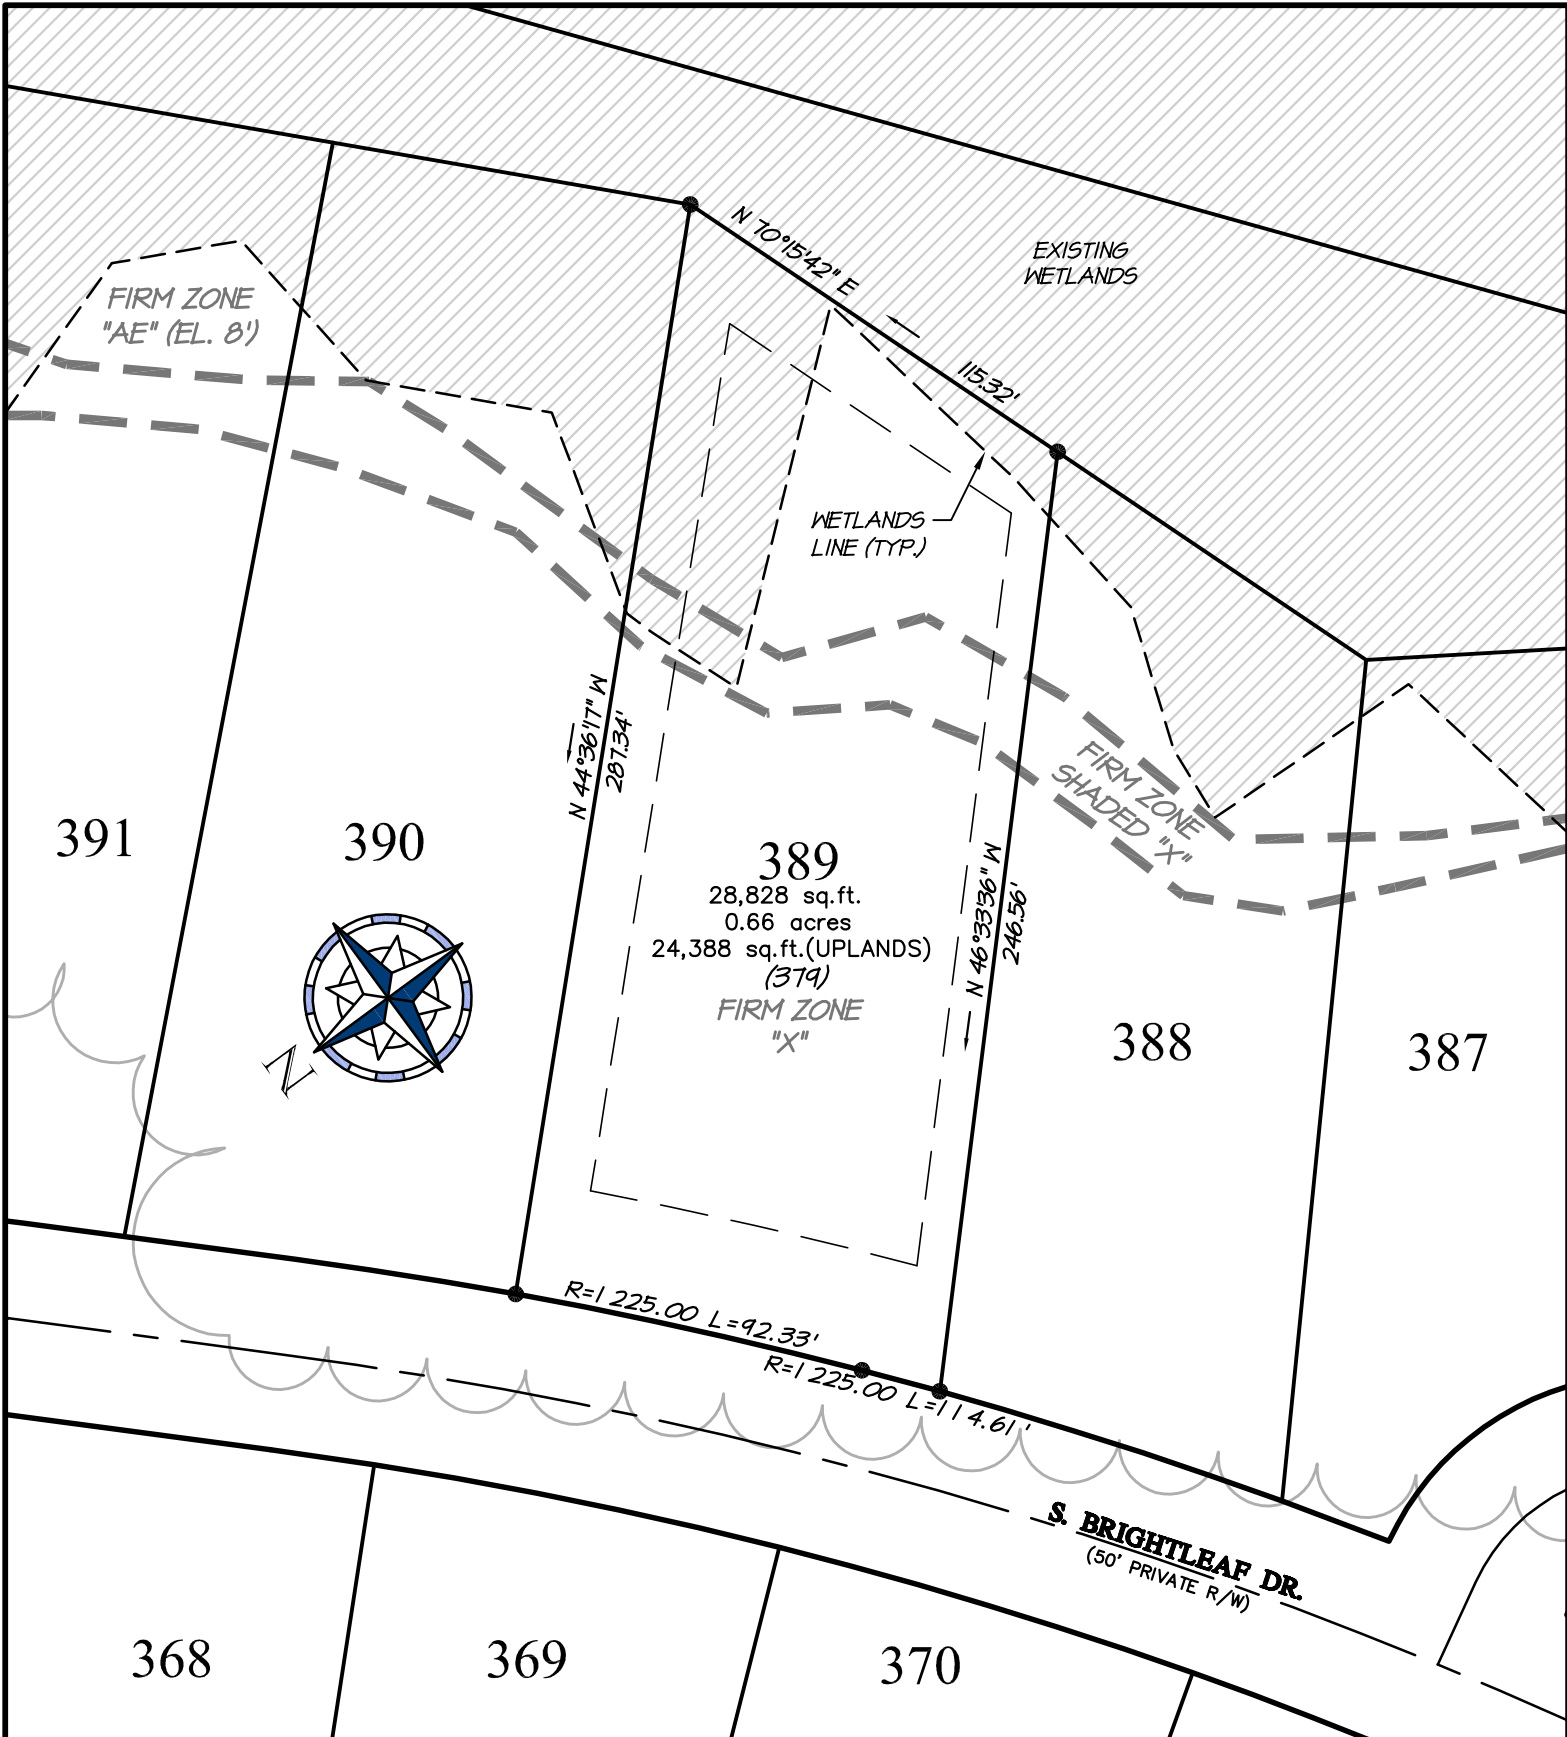 N 70°15'42" E
EXISTING
WETLANDS
FIRM ZONE
"AE" (EL. 8')
115.32'
WETLANDS
LINE (TYP.)
N 44°36'17" W
287.34'
FIRM ZONE
SHADED "X"
391
390
389
28,828 sq.ft.
0.66 acres
24,388 sq.ft.(UPLANDS)
(379)
FIRM ZONE
"X"
N 46°33'36" W
246.56'
388
387
N
R=1225.00 L=92.33'
R=1225.00 L=114.61'
S. BRIGHTLEAF DR.
(50' PRIVATE R/W)
368
369
370